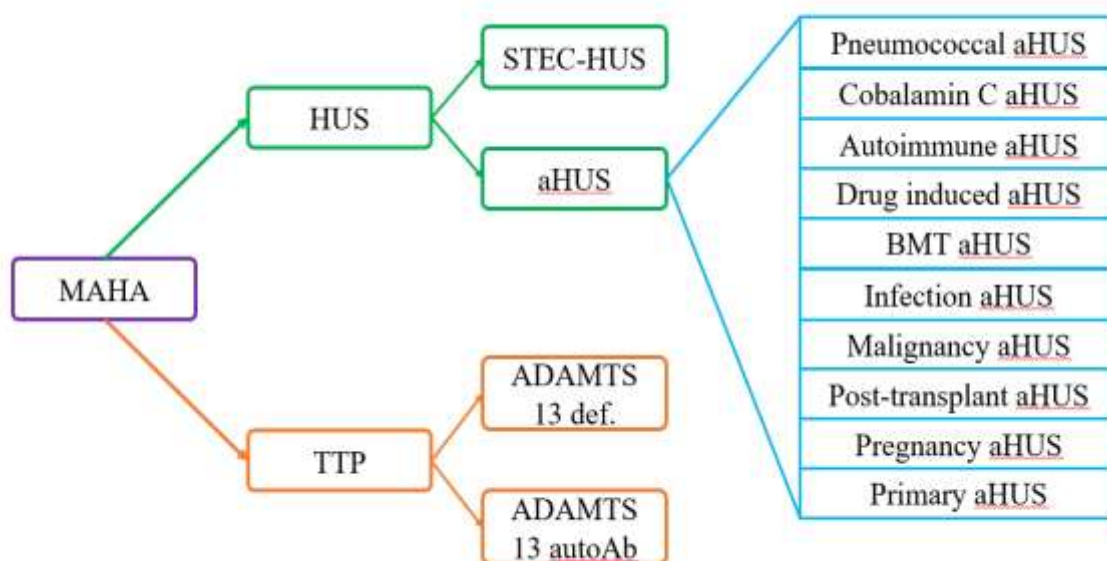 MAHA
HUS
STEC-HUS
aHUS
TTP
ADAMTS
13 def.
ADAMTS
13 autoAb
Pneumococcal aHUS
Cobalamin C aHUS
Autoimmune aHUS
Drug induced aHUS
BMT aHUS
Infection aHUS
Malignancy aHUS
Post-transplant aHUS
Pregnancy aHUS
Primary aHUS